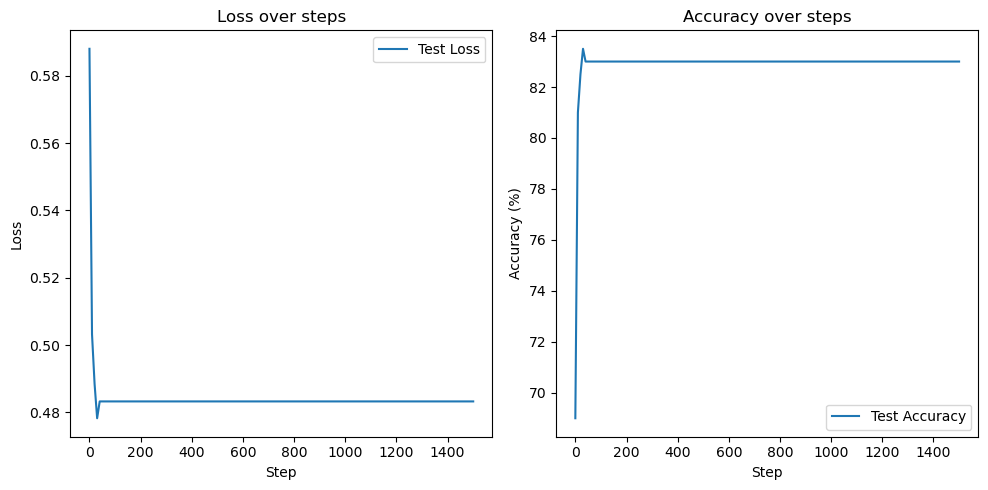 Loss over steps
Test Loss
0.58
0.56
0.54
0.52
0.50
0.48
Loss
0 200 400 600 800 1000 1200 1400
Step
Accuracy over steps
84
82
80
78
76
74
72
70
Accuracy (%)
Test Accuracy
0 200 400 600 800 1000 1200 1400
Step